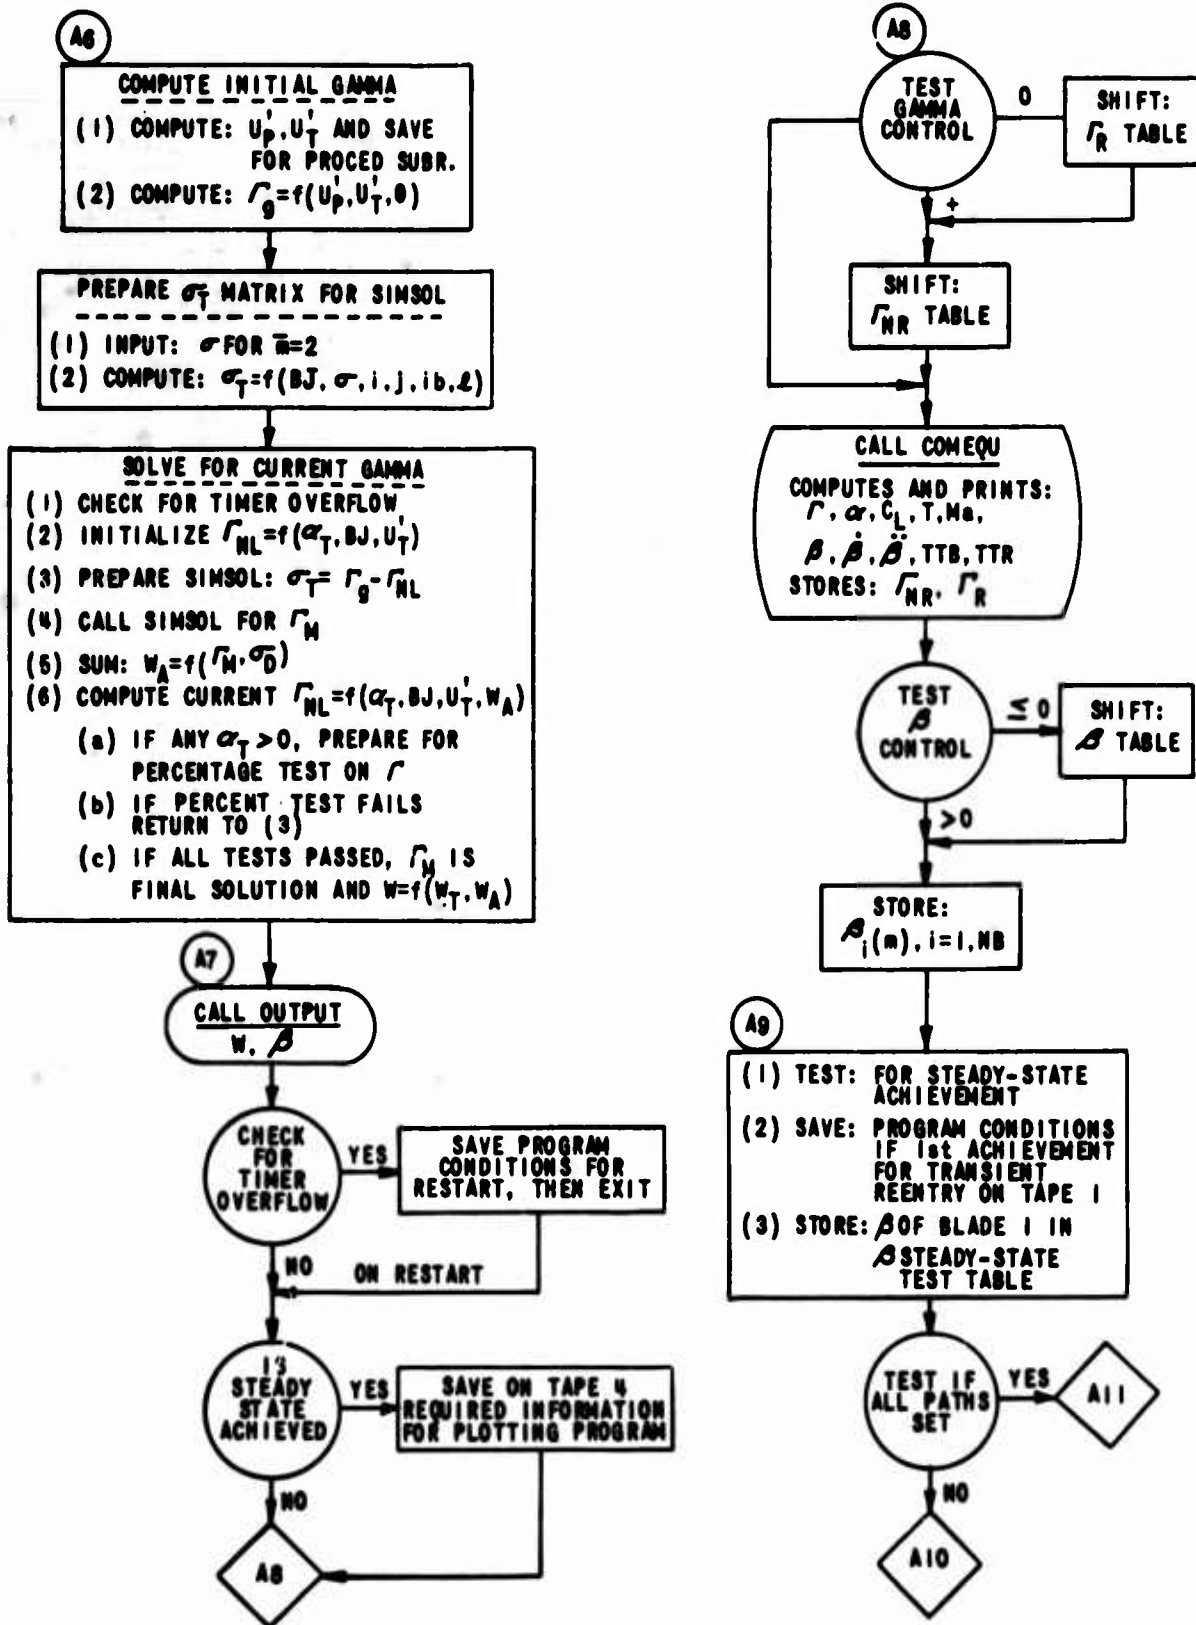 A6
COMPUTE INITIAL GAMMA
(1) COMPUTE: U'P, U'T AND SAVE
FOR PROCED SUBR.
(2) COMPUTE: Γg=f(U'P, U'T, θ)
PREPARE σT MATRIX FOR SIMSOL
(1) INPUT: σ FOR m̄=2
(2) COMPUTE: σT=f(BJ, σ, i, j, ib, ℓ)
SOLVE FOR CURRENT GAMMA
(1) CHECK FOR TIMER OVERFLOW
(2) INITIALIZE ΓNL=f(αT, BJ, U'T)
(3) PREPARE SIMSOL: σT= Γg-ΓNL
(4) CALL SIMSOL FOR ΓM
(5) SUM: WA=f(ΓM, σD)
(6) COMPUTE CURRENT ΓNL=f(αT, BJ, U'T, WA)
(a) IF ANY αT >0, PREPARE FOR
PERCENTAGE TEST ON Γ
(b) IF PERCENT TEST FAILS
RETURN TO (3)
(c) IF ALL TESTS PASSED, ΓM IS
FINAL SOLUTION AND W=f(WT, WA)
A7
CALL OUTPUT
W, β
CHECK
FOR
TIMER
OVERFLOW
YES
SAVE PROGRAM
CONDITIONS FOR
RESTART, THEN EXIT
NO
ON RESTART
IS
STEADY
STATE
ACHIEVED
YES
SAVE ON TAPE 4
REQUIRED INFORMATION
FOR PLOTTING PROGRAM
NO
A8
A8
TEST
GAMMA
CONTROL
0
SHIFT:
ΓR TABLE
+
SHIFT:
ΓNR TABLE
CALL COMEQU
COMPUTES AND PRINTS:
Γ, α, CL, T, Ma,
β, β̇, β̈, TTB, TTR
STORES: ΓNR, ΓR
TEST
β
CONTROL
≤ 0
SHIFT:
β TABLE
>0
STORE:
βi(m), i=1, NB
A9
(1) TEST: FOR STEADY-STATE
ACHIEVEMENT
(2) SAVE: PROGRAM CONDITIONS
IF 1st ACHIEVEMENT
FOR TRANSIENT
REENTRY ON TAPE 1
(3) STORE: β OF BLADE 1 IN
β STEADY-STATE
TEST TABLE
TEST IF
ALL PATHS
SET
YES
A11
NO
A10